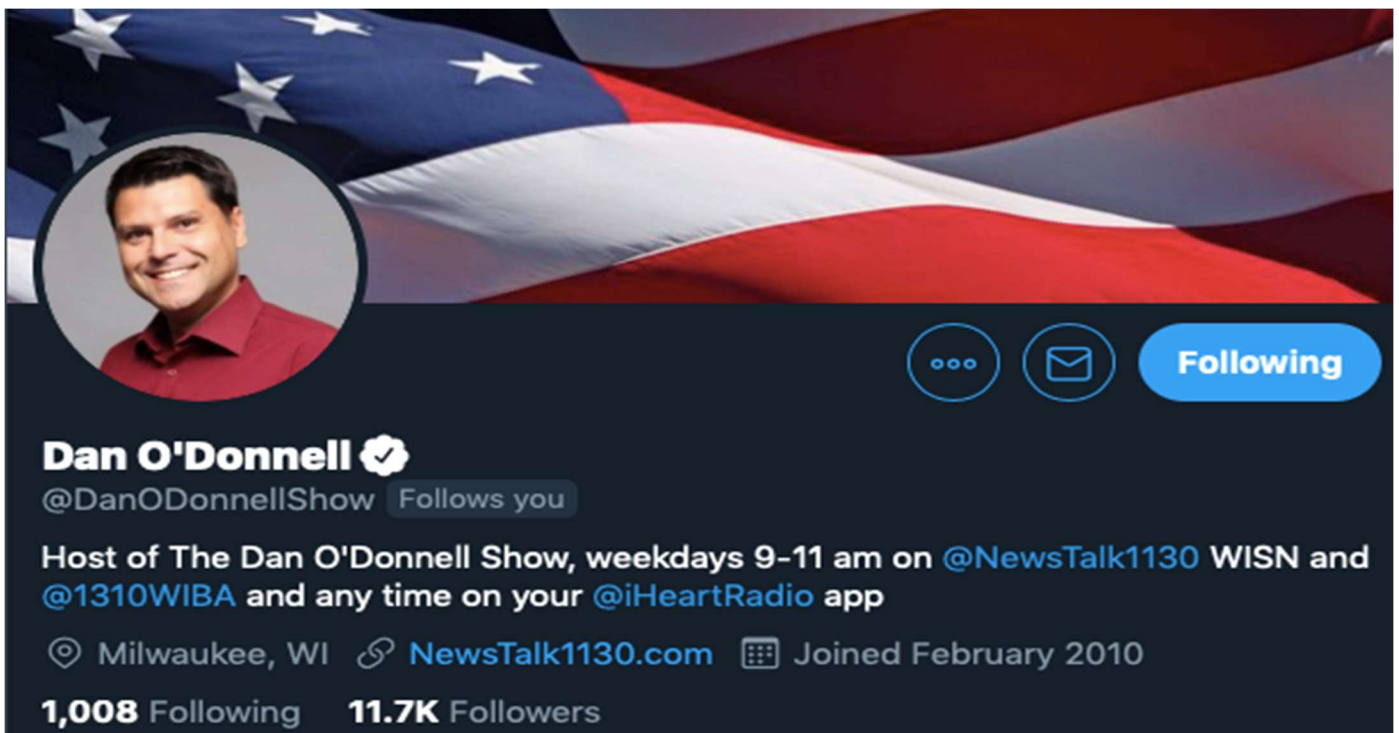 Following
Dan O'Donnell
@DanODonnellShow Follows you
Host of The Dan O'Donnell Show, weekdays 9-11 am on @NewsTalk1130 WISN and
@1310WIBA and any time on your @iHeartRadio app
Milwaukee, WI NewsTalk1130.com Joined February 2010
1,008 Following 11.7K Followers